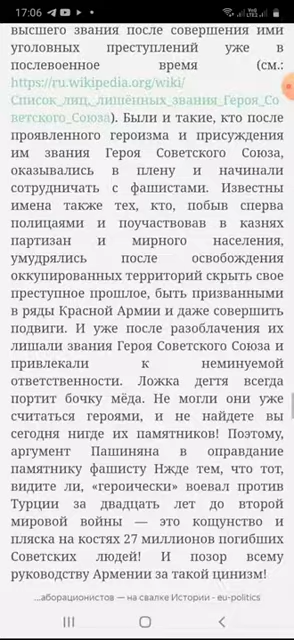 17:06
высшего звания после совершения ими
уголовных преступлений уже в
послевоенное время (см.:
https://ru.wikipedia.org/wiki/
Список_лиц,_лишённых_звания_Героя_Со
ветского_Союза). Были и такие, кто после
проявленного героизма и присуждения
им звания Героя Советского Союза,
оказывались в плену и начинали
сотрудничать с фашистами. Известны
имена также тех, кто, побыв сперва
полицаями и поучаствовав в казнях
партизан и мирного населения,
умудрялись после освобождения
оккупированных территорий скрыть свое
преступное прошлое, быть призванными
в ряды Красной Армии и даже совершить
подвиги. И уже после разоблачения их
лишали звания Героя Советского Союза и
привлекали к неминуемой
ответственности. Ложка дегтя всегда
портит бочку мёда. Не могли они уже
считаться героями, и не найдете вы
сегодня нигде их памятников! Поэтому,
аргумент Пашиняна в оправдание
памятнику фашисту Нжде тем, что тот,
видите ли, «героически» воевал против
Турции за двадцать лет до второй
мировой войны — это кощунство и
пляска на костях 27 миллионов погибших
Советских людей! И позор всему
руководству Армении за такой цинизм!
...аборационистов — на свалке Истории - eu-politics